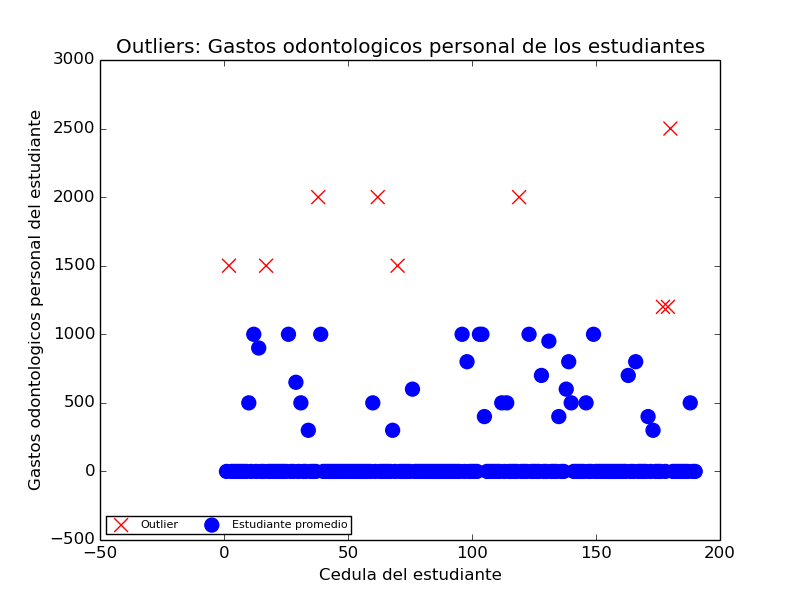 Outliers: Gastos odontologicos personal de los estudiantes
Gastos odontologicos personal del estudiante
3000
2500
2000
1500
1000
500
0
−500
Outlier Estudiante promedio
−50 0 50 100 150 200
Cedula del estudiante